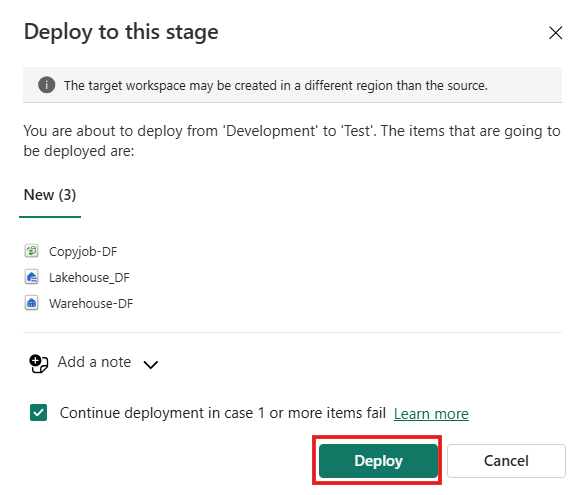 Deploy to this stage
The target workspace may be created in a different region than the source.
You are about to deploy from 'Development' to 'Test'. The items that are going to
be deployed are:
New (3)
Copyjob-DF
Lakehouse_DF
Warehouse-DF
Add a note
Continue deployment in case 1 or more items fail Learn more
Deploy Cancel